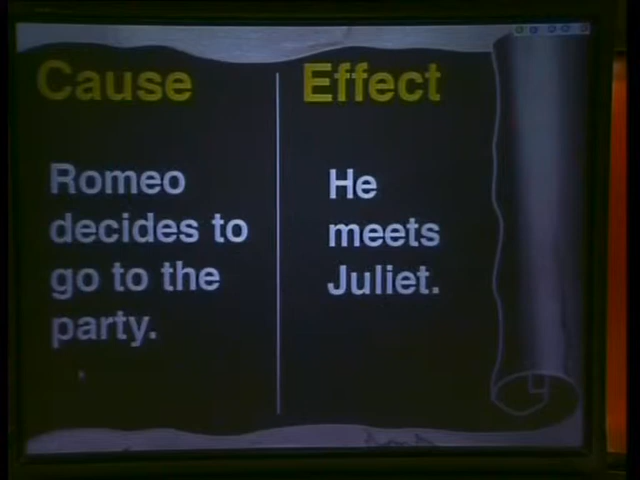 Cause
Romeo
decides to
go to the
party.
Effect
He
meets
Juliet.